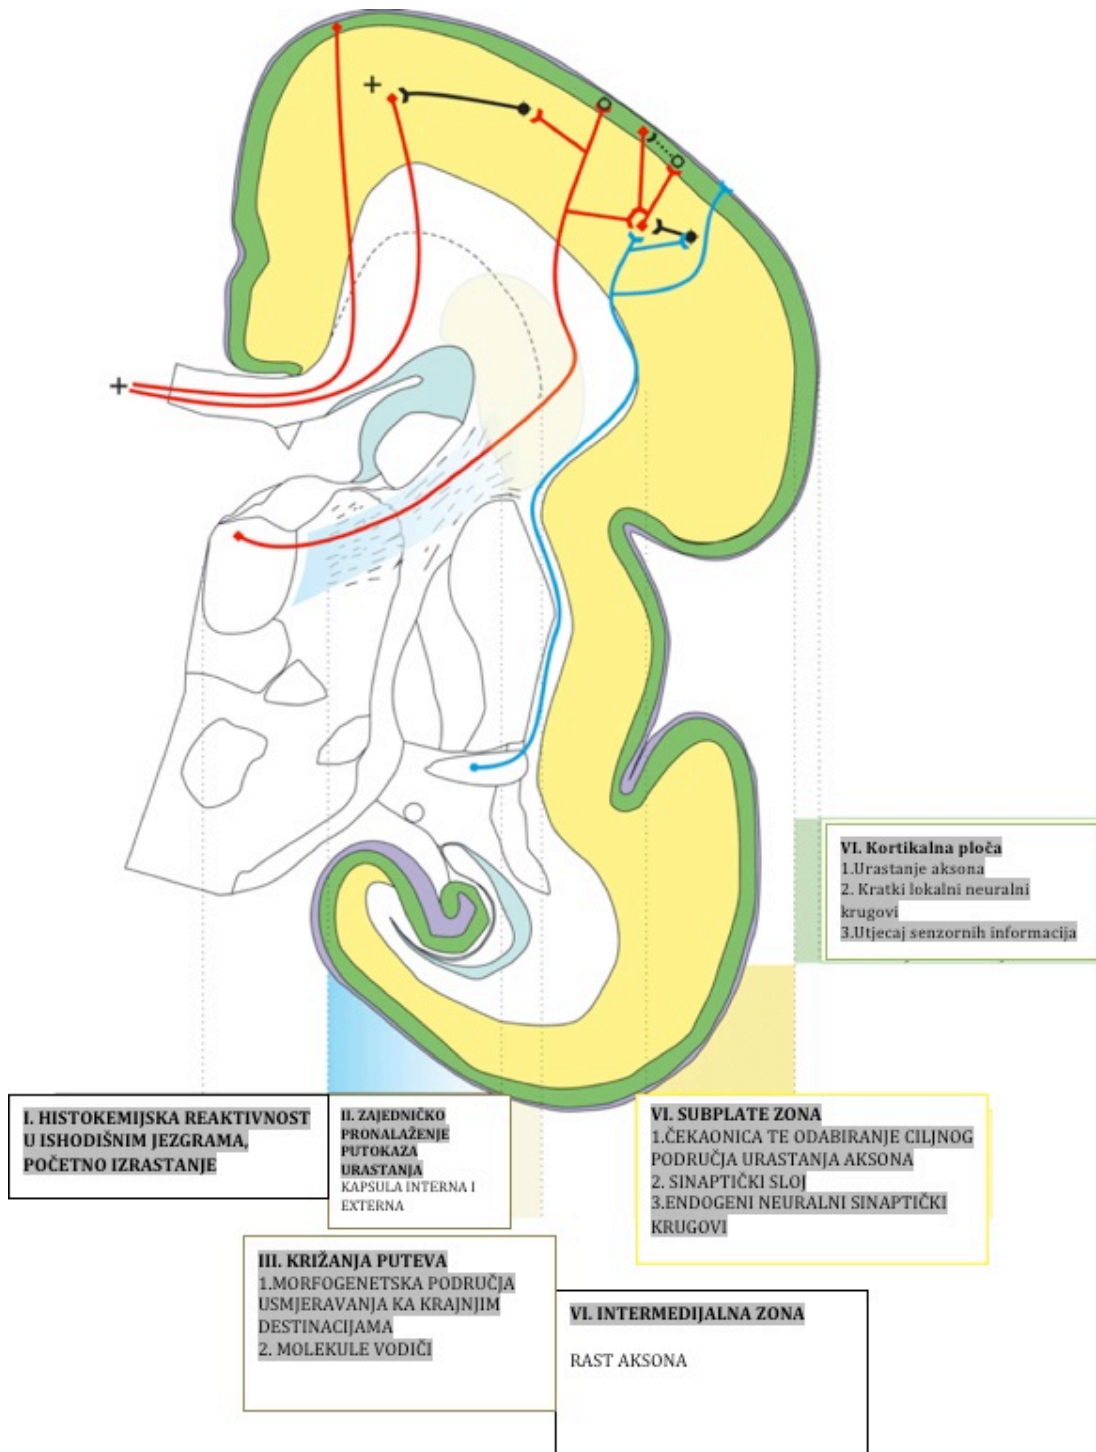 VI. Kortikalna ploča
1.Urastanje aksona
2. Kratki lokalni neuralni
krugovi
3.Utjecaj senzornih informacija
I. HISTOKEMIJSKA REAKTIVNOST
U ISHODIŠNIM JEZGRAMA,
POČETNO IZRASTANJE
II. ZAJEDNIČKO
PRONALAŽENJE
PUTOKAZA
URASTANJA
KAPSULA INTERNA I
EXTERNA
VI. SUBPLATE ZONA
1.ČEKAONICA TE ODABIRANJE CILJNOG
PODRUČJA URASTANJA AKSONA
2. SINAPTIČKI SLOJ
3.ENDOGENI NEURALNI SINAPTIČKI
KRUGOVI
III. KRIŽANJA PUTEVA
1.MORFOGENETSKA PODRUČJA
USMJERAVANJA KA KRAJNJIM
DESTINACIJAMA
2. MOLEKULE VODIČI
VI. INTERMEDIJALNA ZONA
RAST AKSONA